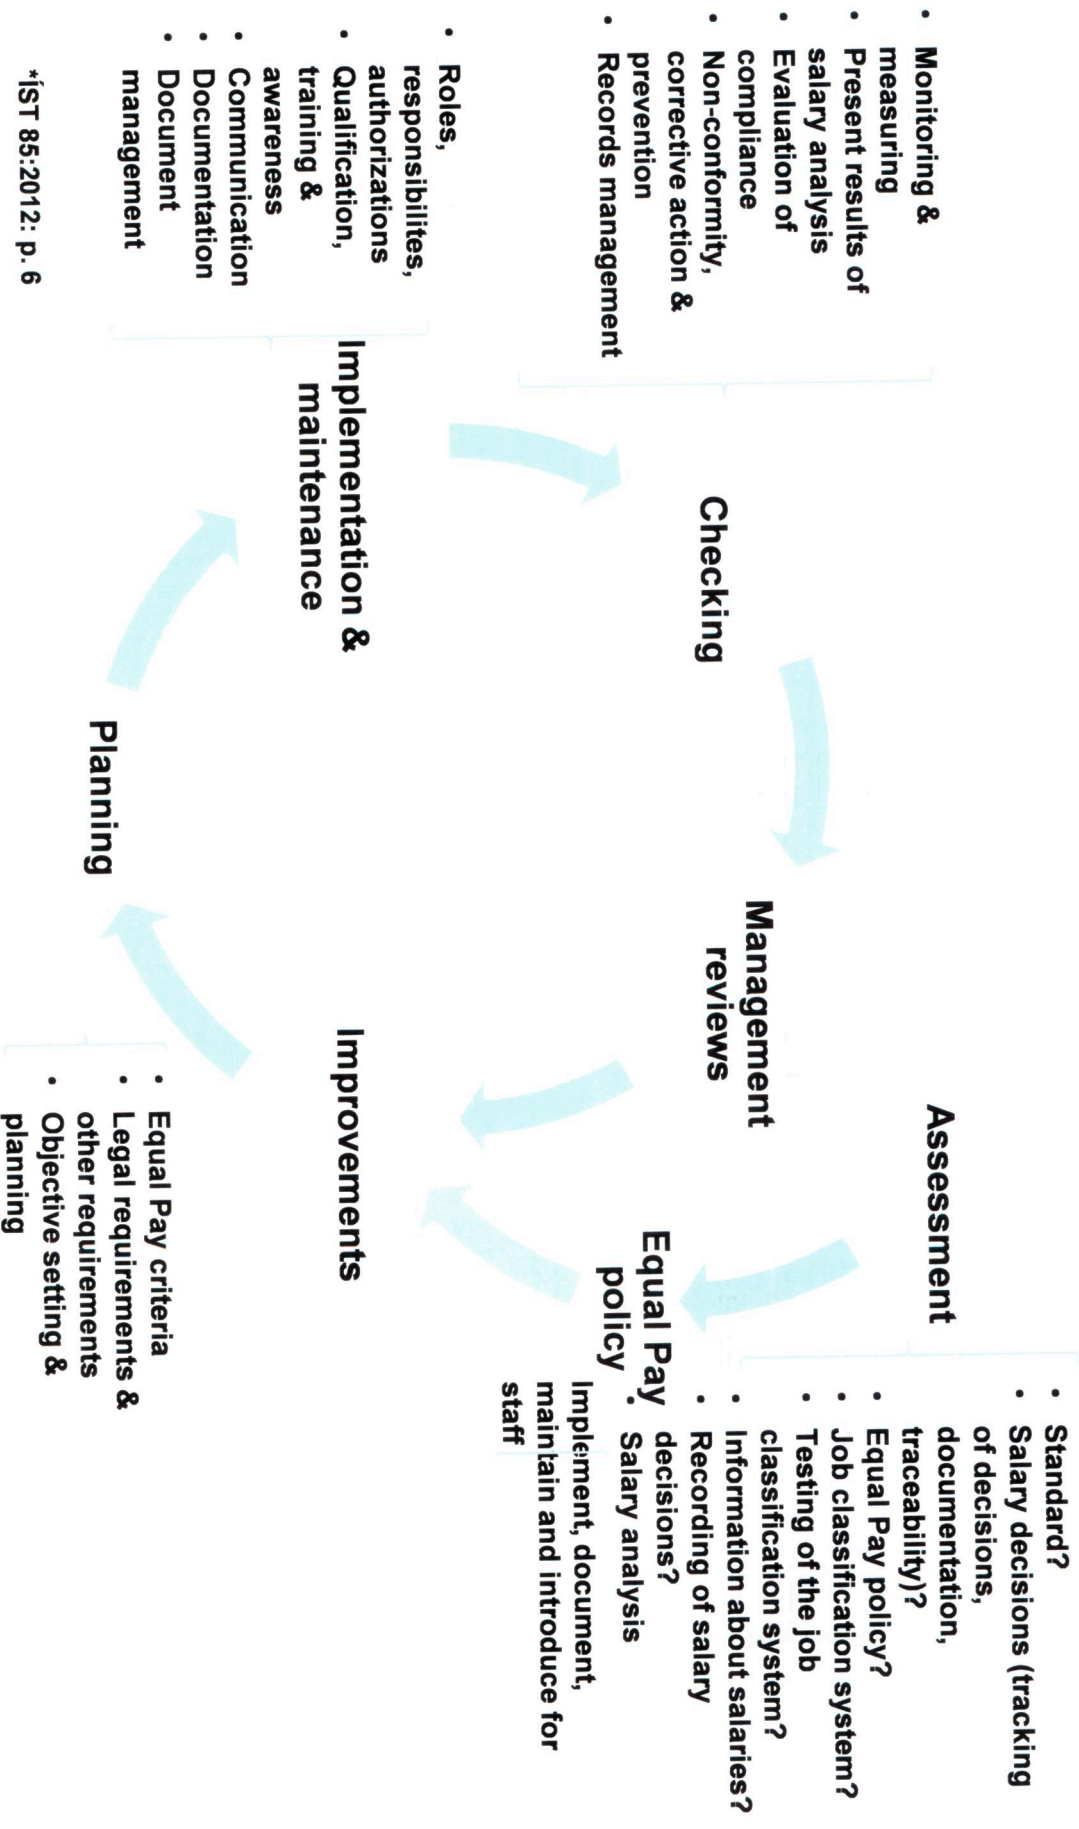 Assessment
• Standard?
• Salary decisions (tracking
of decisions,
documentation,
traceability)?
• Equal Pay policy?
• Job classification system?
• Testing of the job
classification system?
• Information about salaries?
• Recording of salary
decisions?
• Salary analysis
Equal Pay
policy
Implement, document,
maintain and introduce for
staff
• Monitoring &
measuring
• Present results of
salary analysis
• Evaluation of
compliance
• Non-conformity,
corrective action &
prevention
• Records management
Checking
Management
reviews
Improvements
• Roles,
responsibilites,
authorizations
• Qualification,
training &
awareness
• Communication
• Documentation
• Document
management
Implementation &
maintenance
Planning
• Equal Pay criteria
• Legal requirements &
other requirements
• Objective setting &
planning
*ÍST 85:2012: p. 6